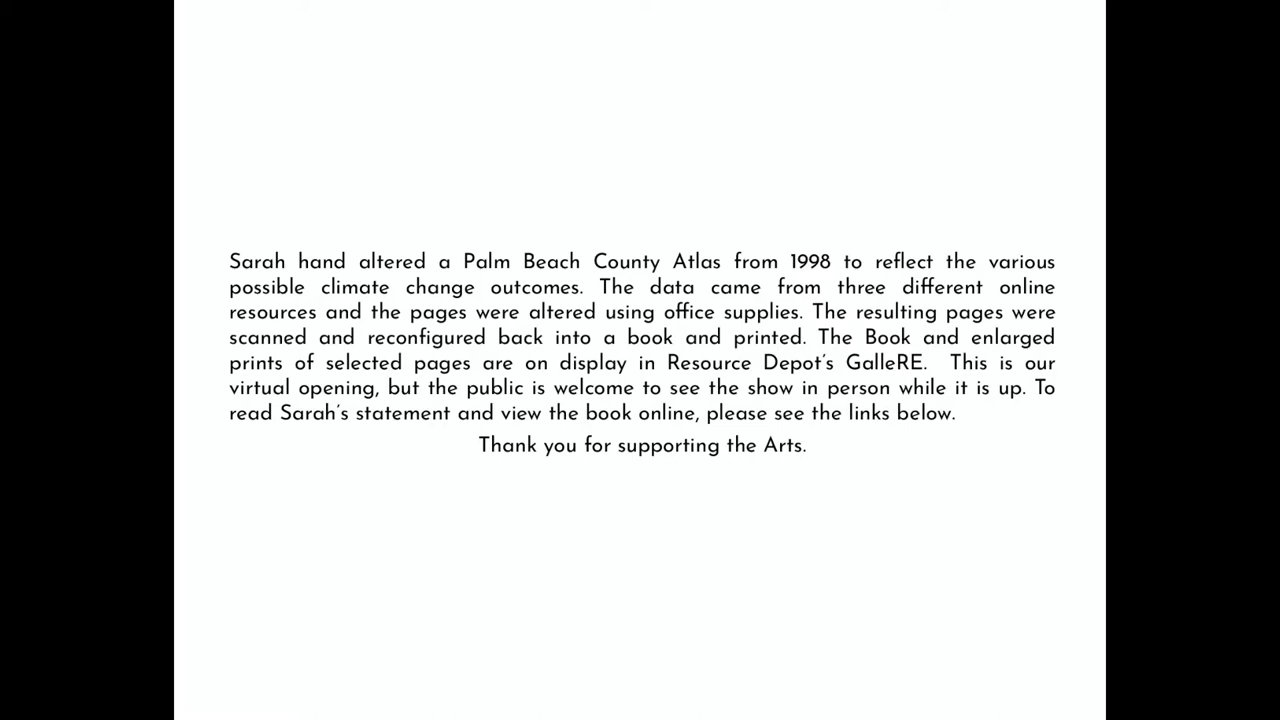 Sarah hand altered a Palm Beach County Atlas from 1998 to reflect the various
possible climate change outcomes. The data came from three different online
resources and the pages were altered using office supplies. The resulting pages were
scanned and reconfigured back into a book and printed. The Book and enlarged
prints of selected pages are on display in Resource Depot's GalleRE.  This is our
virtual opening, but the public is welcome to see the show in person while it is up. To
read Sarah's statement and view the book online, please see the links below.
Thank you for supporting the Arts.